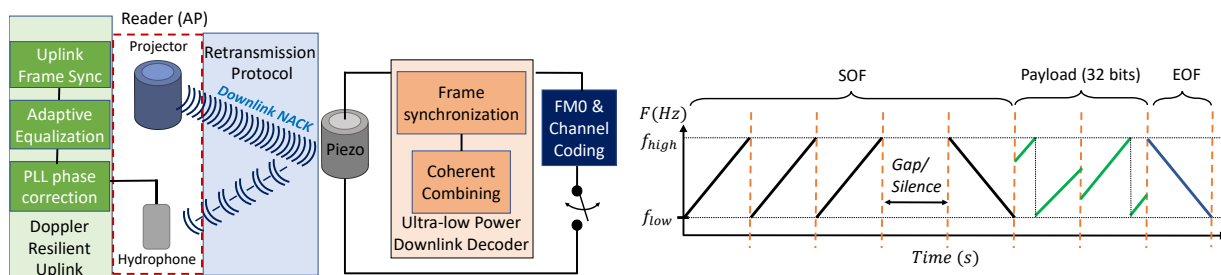 Reader (AP)
Uplink
Frame Sync
Adaptive
Equalization
PLL phase
correction
Doppler
Resilient
Uplink
Projector
Hydrophone
Retransmission
Protocol
Downlink NACK
Piezo
Frame
synchronization
Coherent
Combining
Ultra-low Power
Downlink Decoder
FM0 &
Channel
Coding
SOF
Payload (32 bits)
EOF
F(Hz)
f_high
Gap/
Silence
f_low
Time (s)